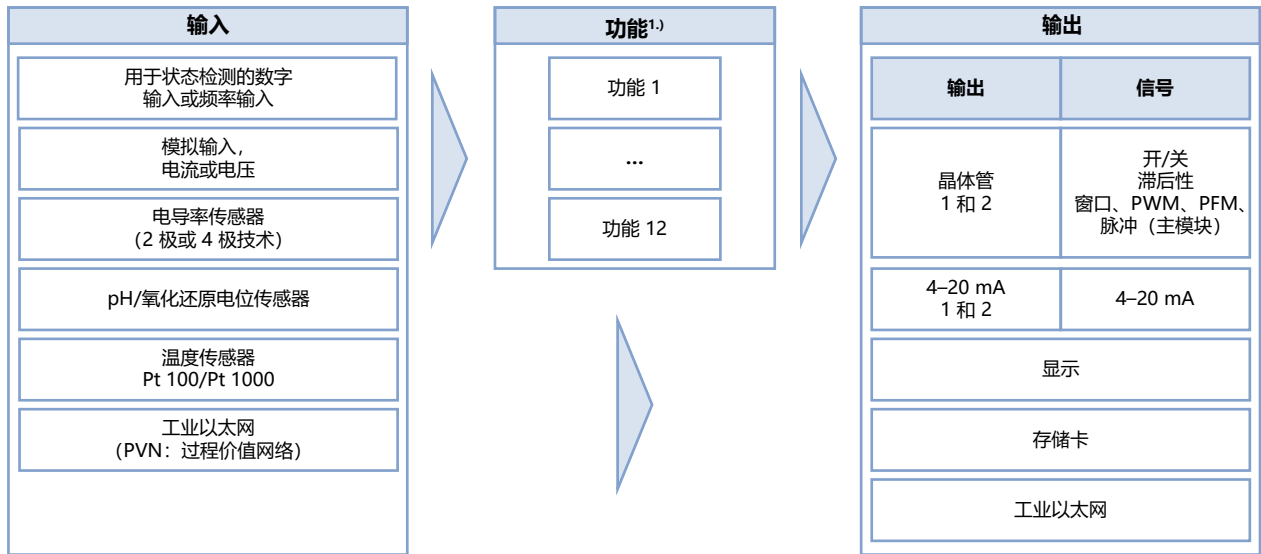 输入
用于状态检测的数字
输入或频率输入
模拟输入，
电流或电压
电导率传感器
（2 极或 4 极技术）
pH/氧化还原电位传感器
温度传感器
Pt 100/Pt 1000
工业以太网
（PVN：过程价值网络）
功能1.)
功能 1
...
功能 12
输出
输出
信号
晶体管
1 和 2
开/关
滞后性
窗口、PWM、PFM、
脉冲（主模块）
4–20 mA
1 和 2
4–20 mA
显示
存储卡
工业以太网